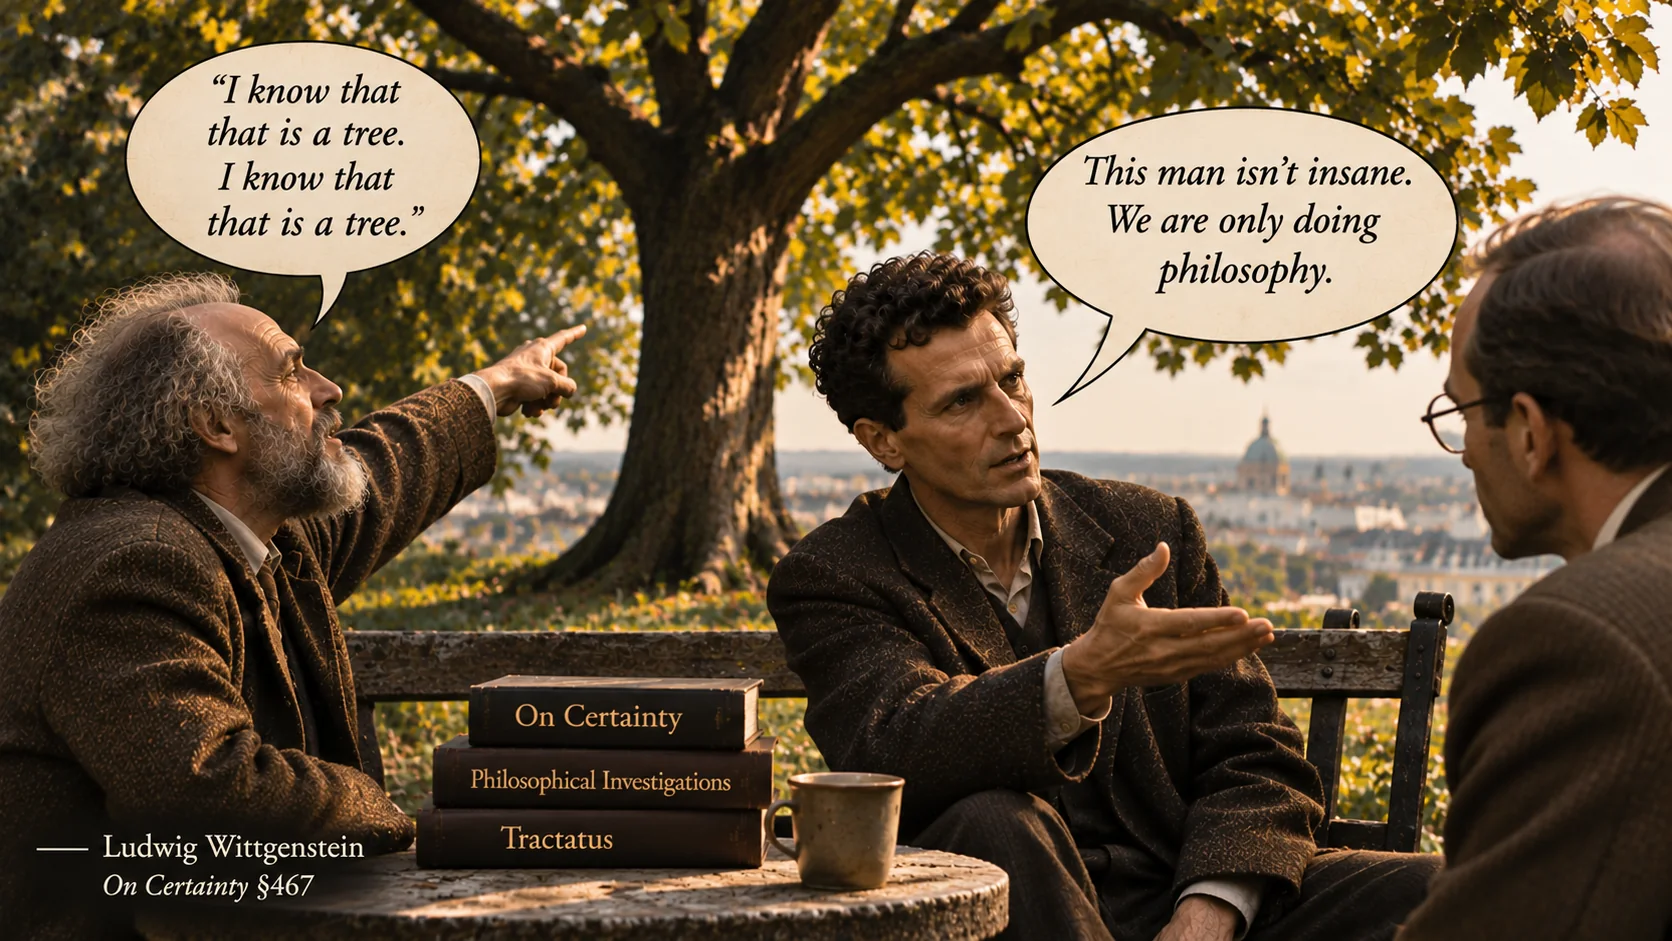 “I know that
that is a tree.
I know that
that is a tree.”
This man isn’t insane.
We are only doing
philosophy.
On Certainty
Philosophical Investigations
Tractatus
— Ludwig Wittgenstein
On Certainty §467